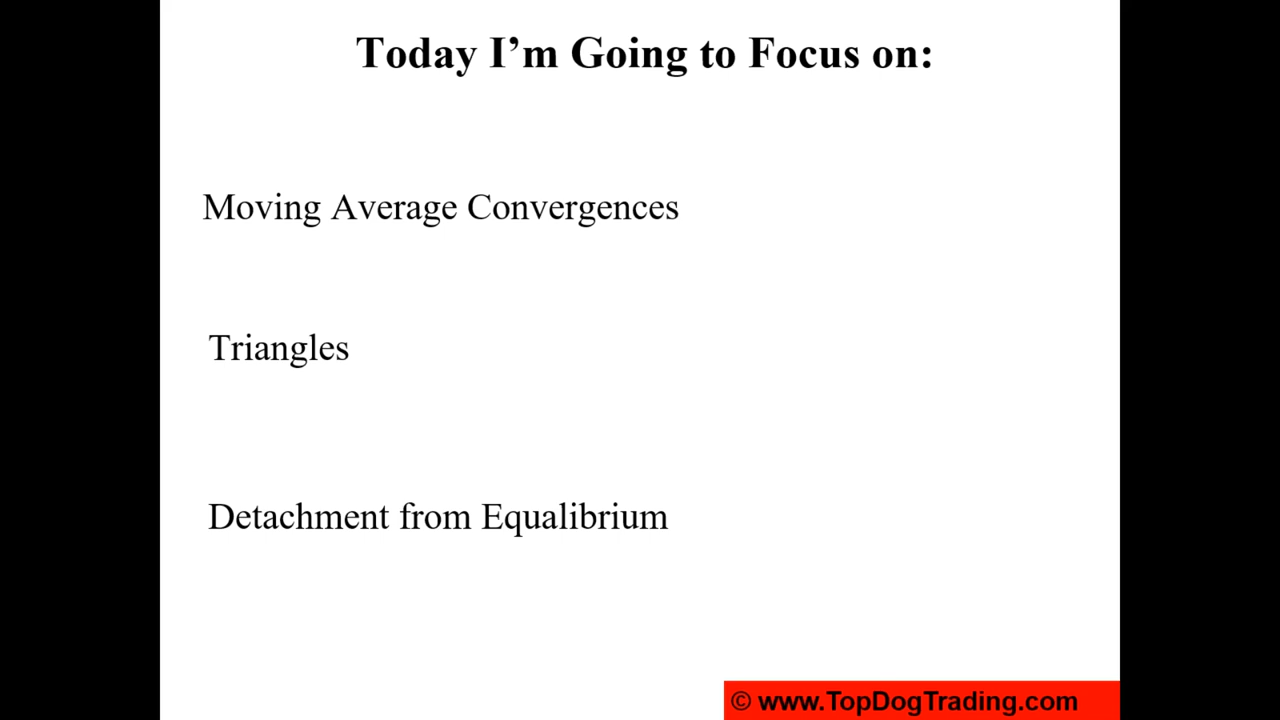 Today I’m Going to Focus on:
Moving Average Convergences
Triangles
Detachment from Equalibrium
© www.TopDogTrading.com